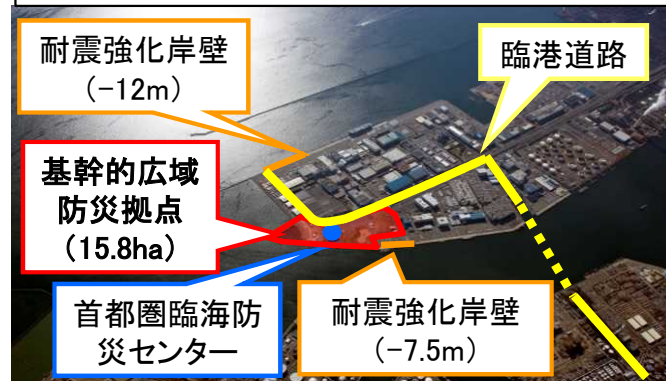 耐震強化岸壁
(-12m)
臨港道路
基幹的広域
防災拠点
(15.8ha)
首都圏臨海防
災センター
耐震強化岸壁
(-7.5m)